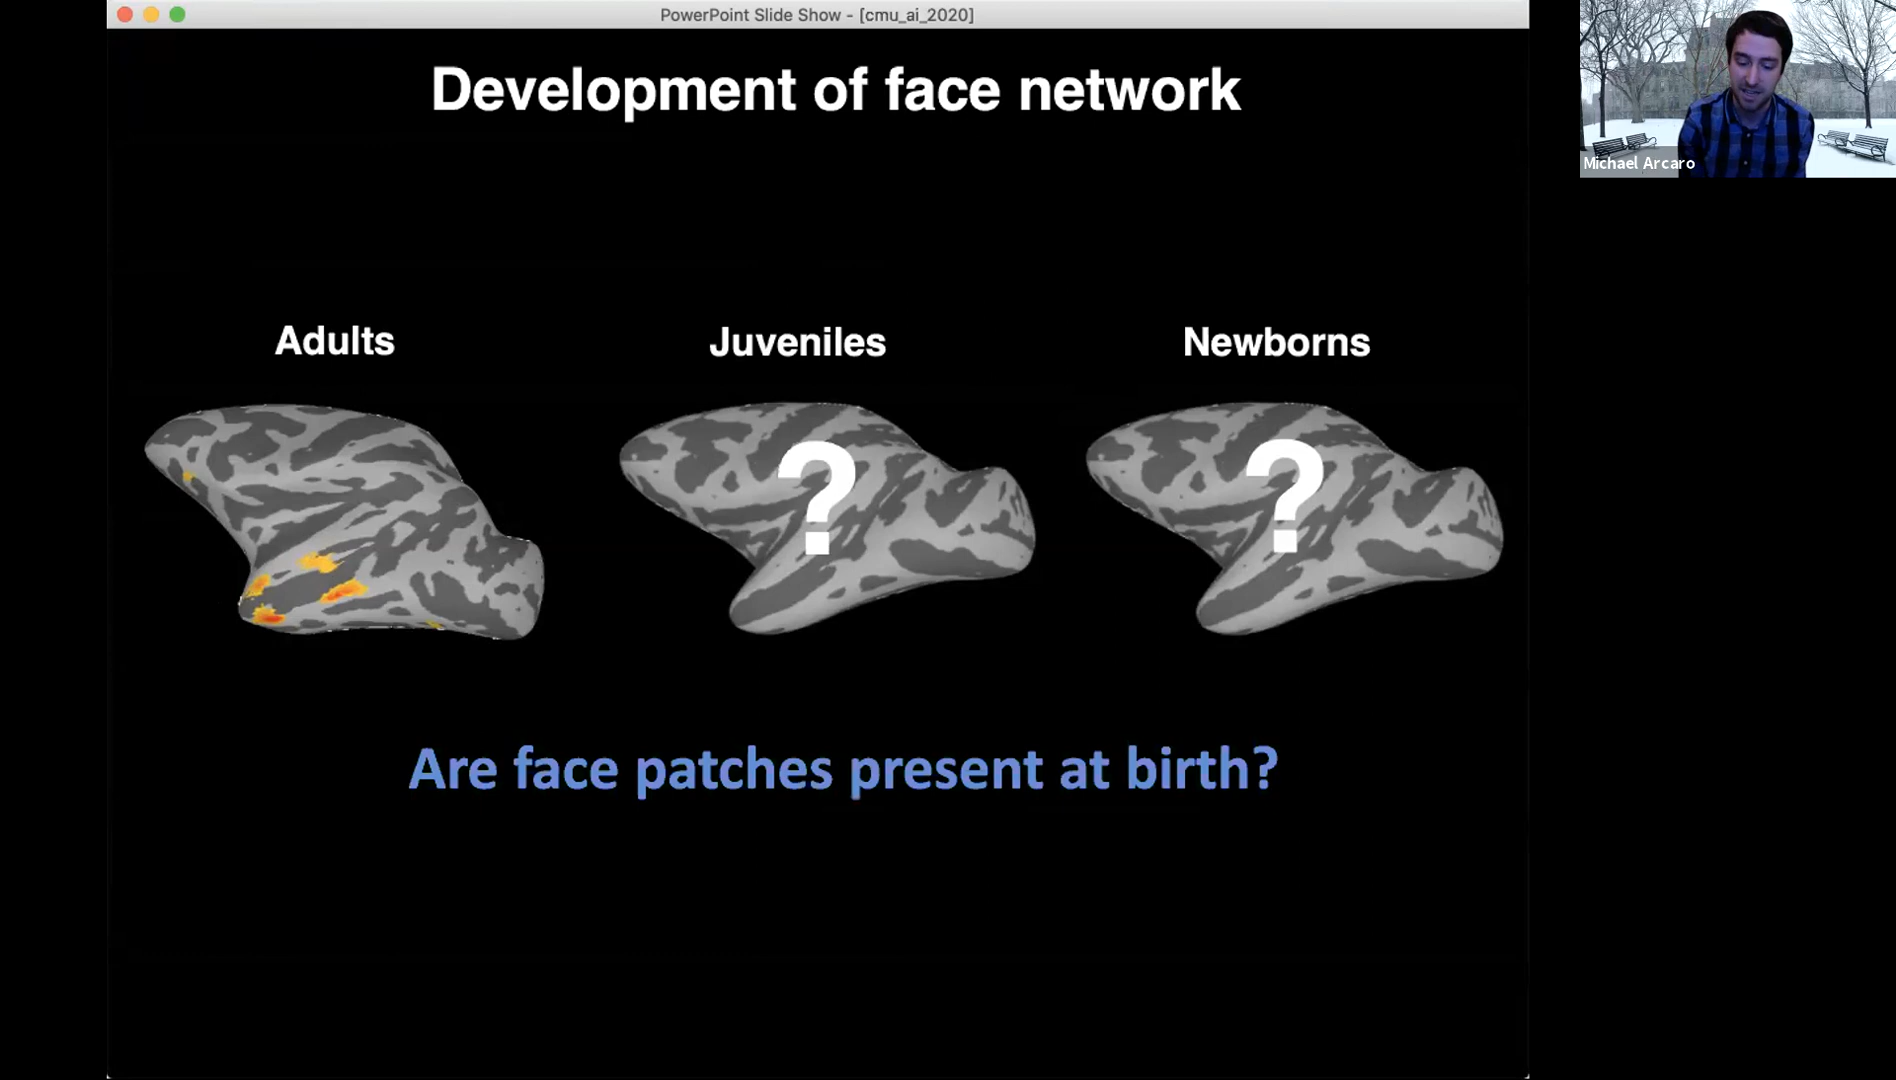 PowerPoint Slide Show - [cmu_ai_2020]
Development of face network
Michael Arcaro
Adults
Juveniles
Newborns
?
?
Are face patches present at birth?